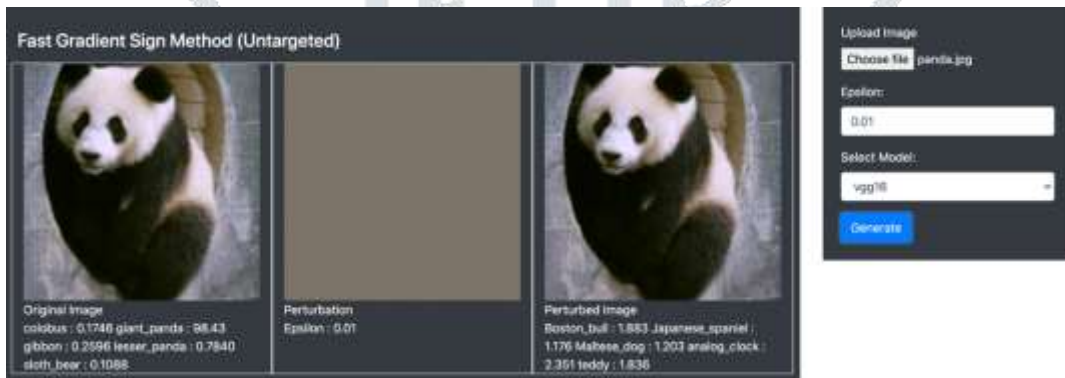 Fast Gradient Sign Method (Untargeted)
Original Image
colobus : 0.1746 giant_panda : 98.43
gibbon : 0.2596 lesser_panda : 0.7840
sloth_bear : 0.1088
Perturbation
Epsilon : 0.01
Perturbed Image
Boston_bull : 1.883 Japanese_spaniel :
1.176 Maltese_dog : 1.203 analog_clock :
2.351 teddy : 1.836
Upload Image
Choose file panda.jpg
Epsilon:
0.01
Select Model:
vgg16
Generate